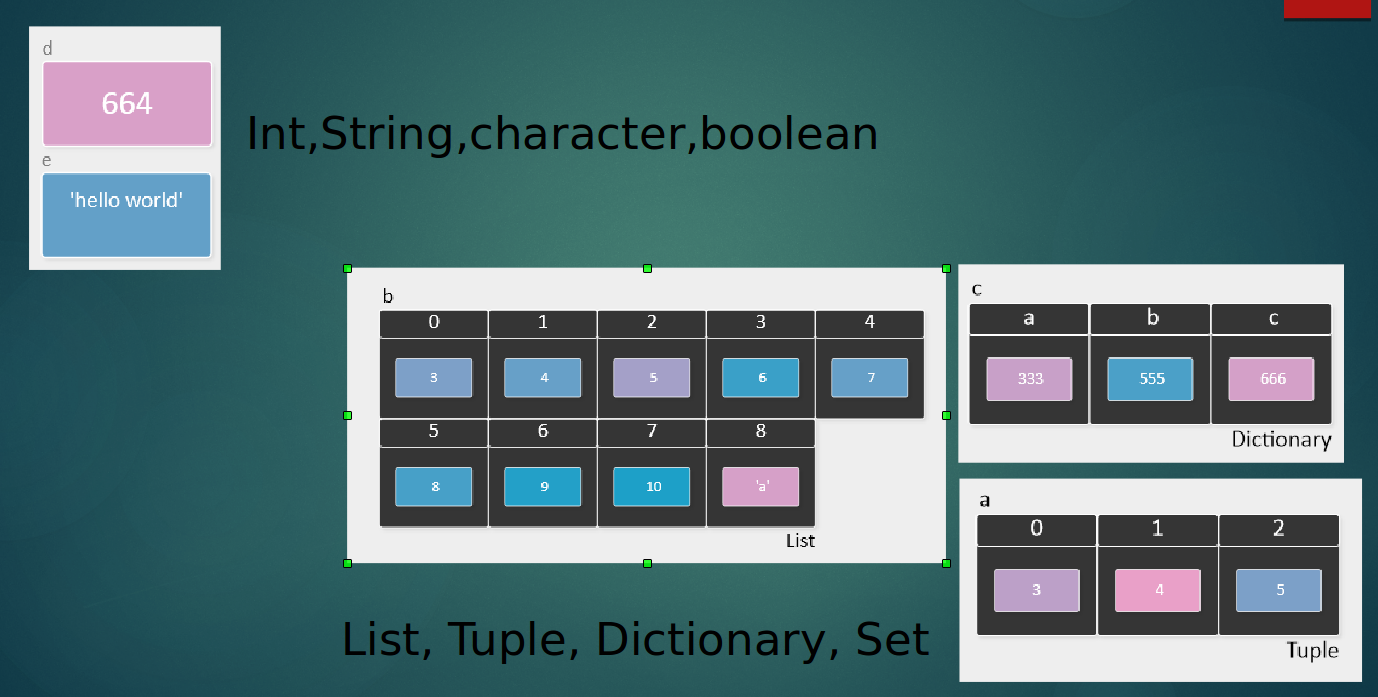 d
664
e
'hello world'
Int,String,character,boolean
b
0 1 2 3 4
3 4 5 6 7
5 6 7 8
8 9 10 'a'
List
c
a b c
333 555 666
Dictionary
a
0 1 2
3 4 5
Tuple
List, Tuple, Dictionary, Set